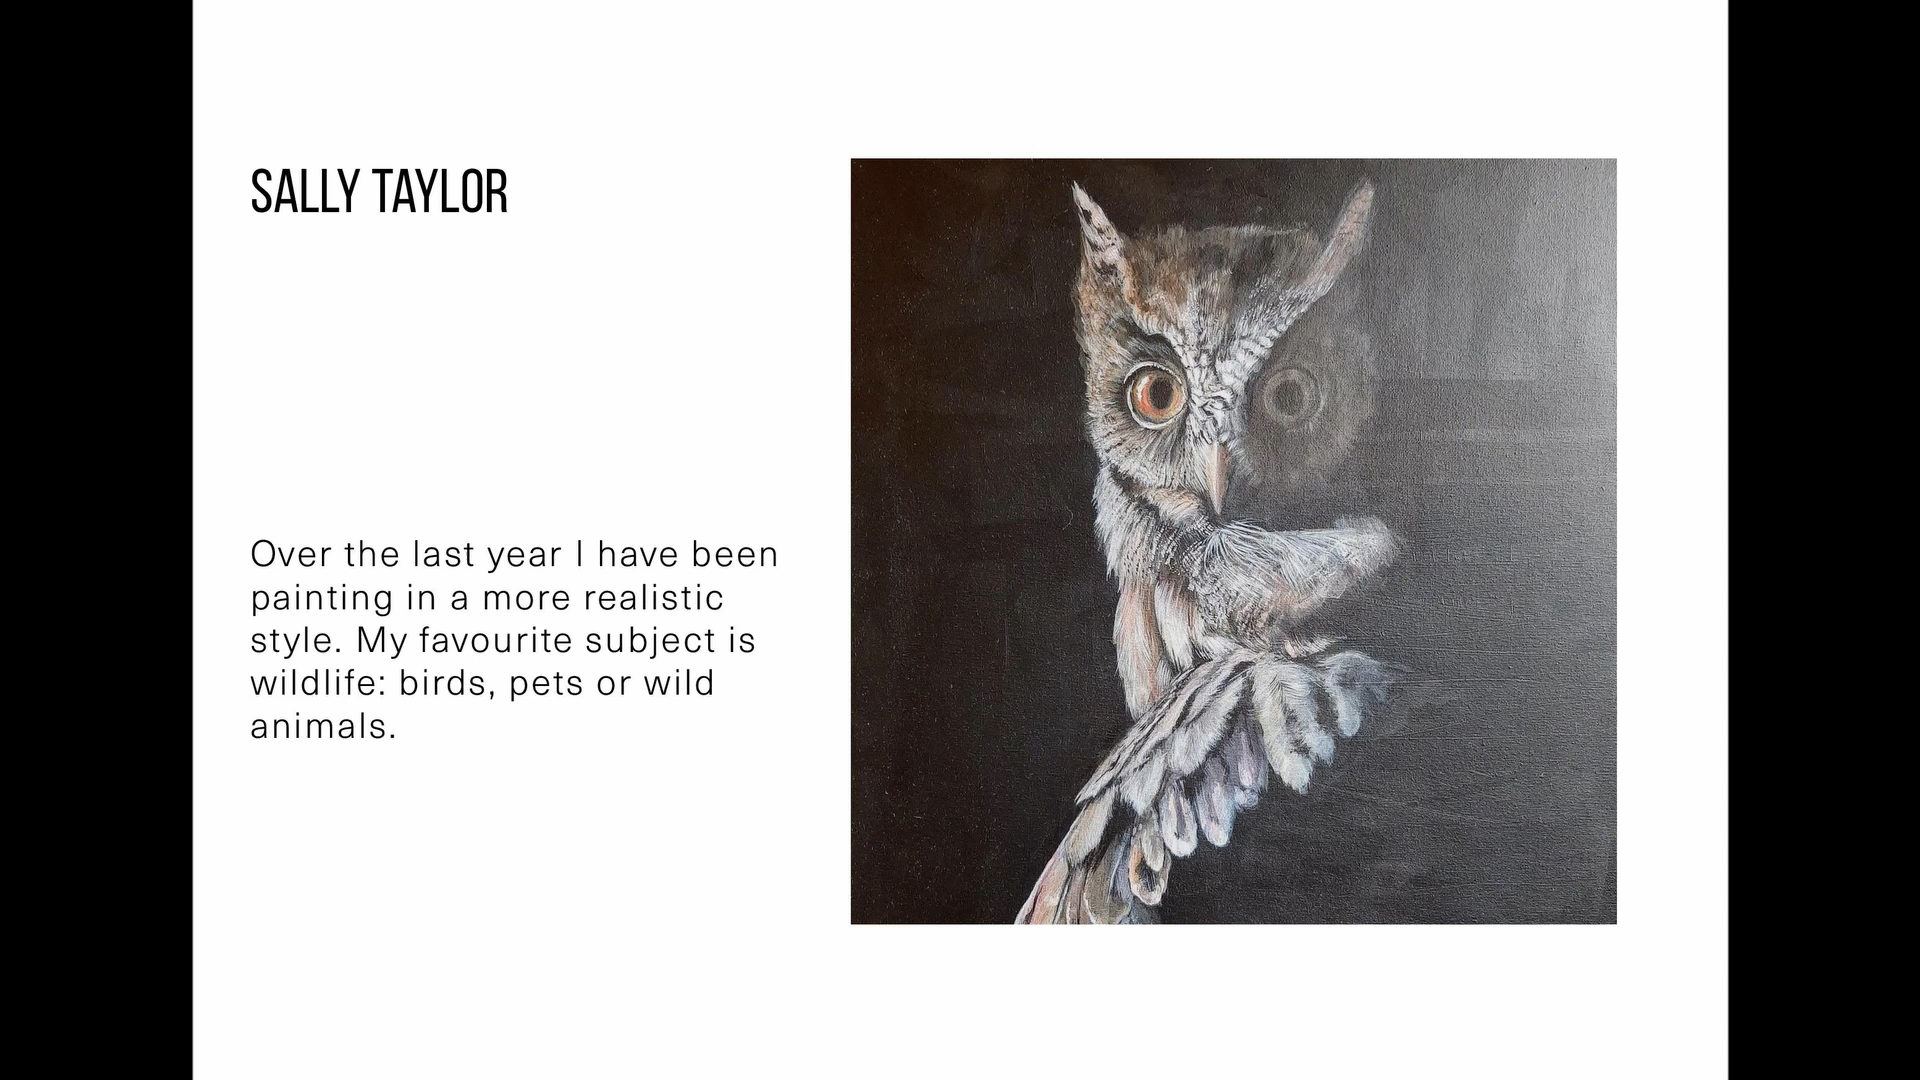 SALLY TAYLOR
Over the last year I have been
painting in a more realistic
style. My favourite subject is
wildlife: birds, pets or wild
animals.